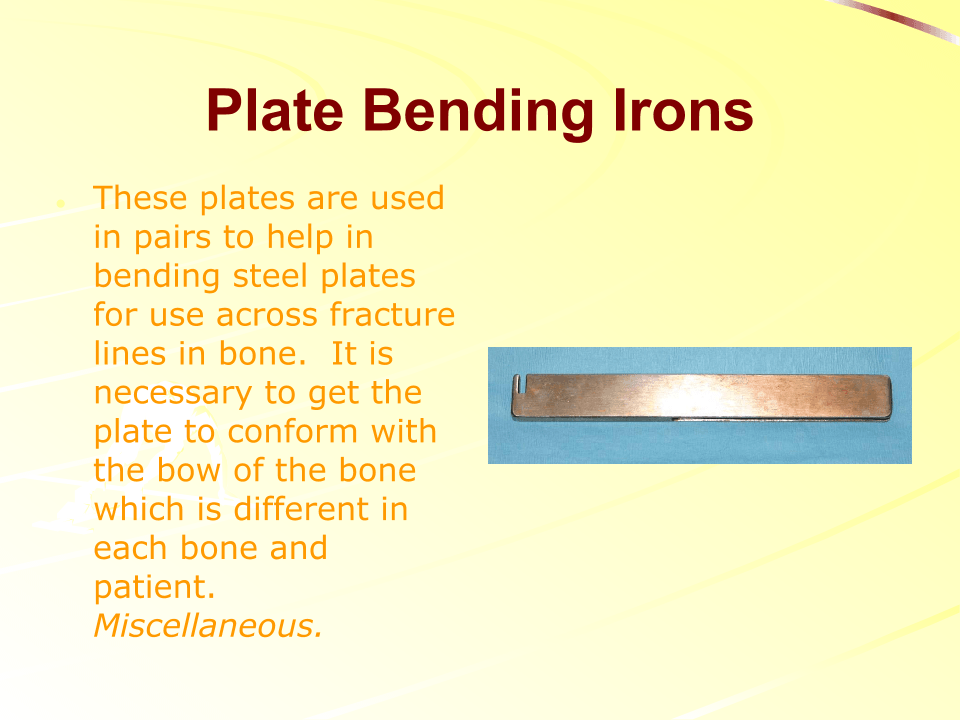 Plate Bending Irons
These plates are used
in pairs to help in
bending steel plates
for use across fracture
lines in bone.  It is
necessary to get the
plate to conform with
the bow of the bone
which is different in
each bone and
patient.
Miscellaneous.